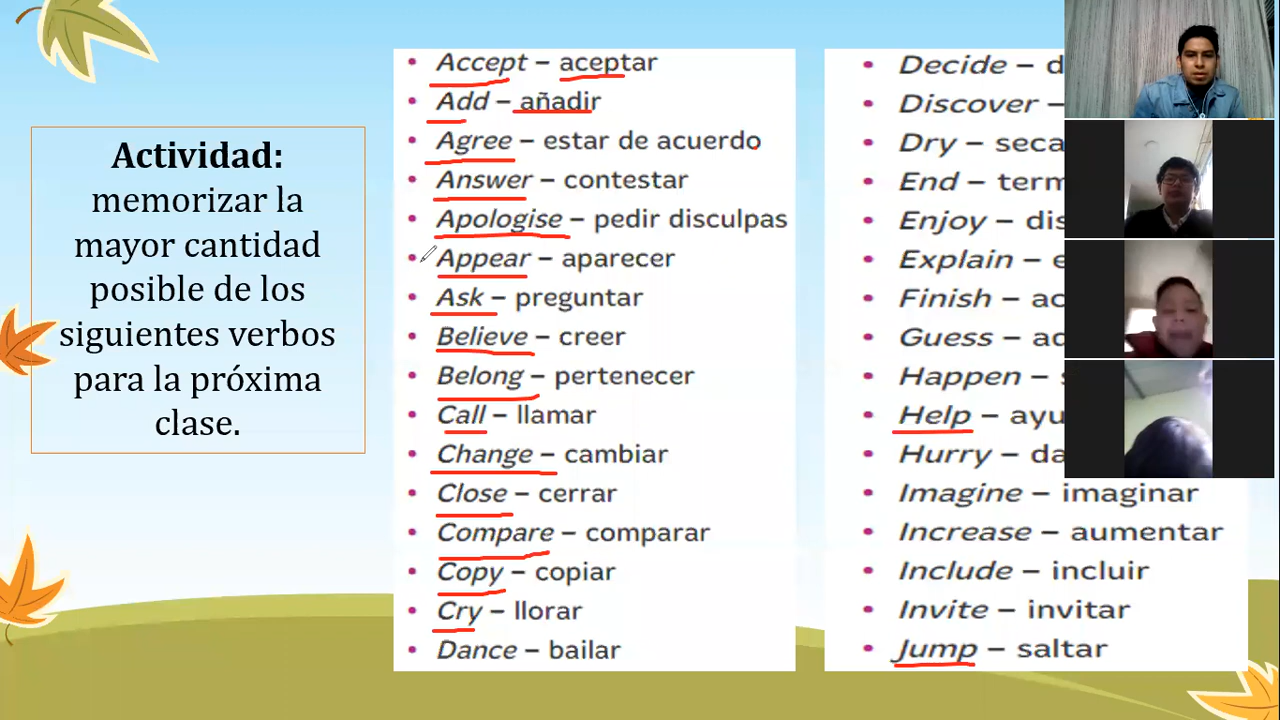 Actividad:
memorizar la
mayor cantidad
posible de los
siguientes verbos
para la próxima
clase.
• Accept – aceptar
• Add – añadir
• Agree – estar de acuerdo
• Answer – contestar
• Apologise – pedir disculpas
• Appear – aparecer
• Ask – preguntar
• Believe – creer
• Belong – pertenecer
• Call – llamar
• Change – cambiar
• Close – cerrar
• Compare – comparar
• Copy – copiar
• Cry – llorar
• Dance – bailar
• Decide –
• Discover –
• Dry –
• End –
• Enjoy –
• Explain –
• Finish –
• Guess –
• Happen –
• Help –
• Hurry –
• Imagine – imaginar
• Increase – aumentar
• Include – incluir
• Invite – invitar
• Jump – saltar